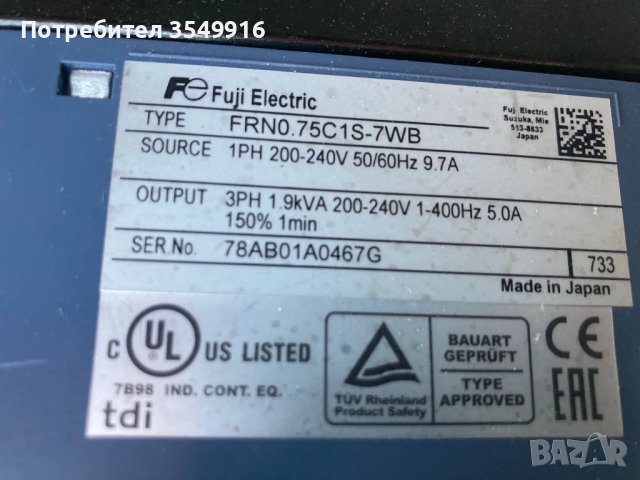 Потребител 3549916
Fe Fuji Electric
TYPE FRN0.75C1S-7WB
Fuji Electric
Suzuka, Mie
513-8633
Japan
SOURCE 1PH 200-240V 50/60Hz 9.7A
OUTPUT 3PH 1.9kVA 200-240V 1-400Hz 5.0A
150% 1min
SER.No. 78AB01A0467G 733
Made in Japan
C UL US LISTED
7B98 IND. CONT. EQ.
tdi
TÜV Rheinland
Product Safety
BAUART
GEPRÜFT
TYPE
APPROVED
CE
EAC
BAZAR